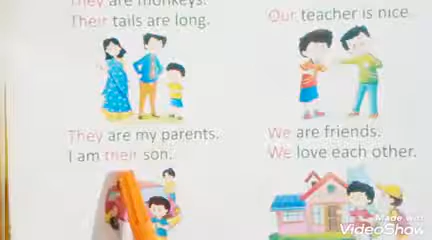 They are monkeys.
Their tails are long.
They are my parents.
I am their son.
Our teacher is nice.
We are friends.
We love each other.
Made with
VideoShow